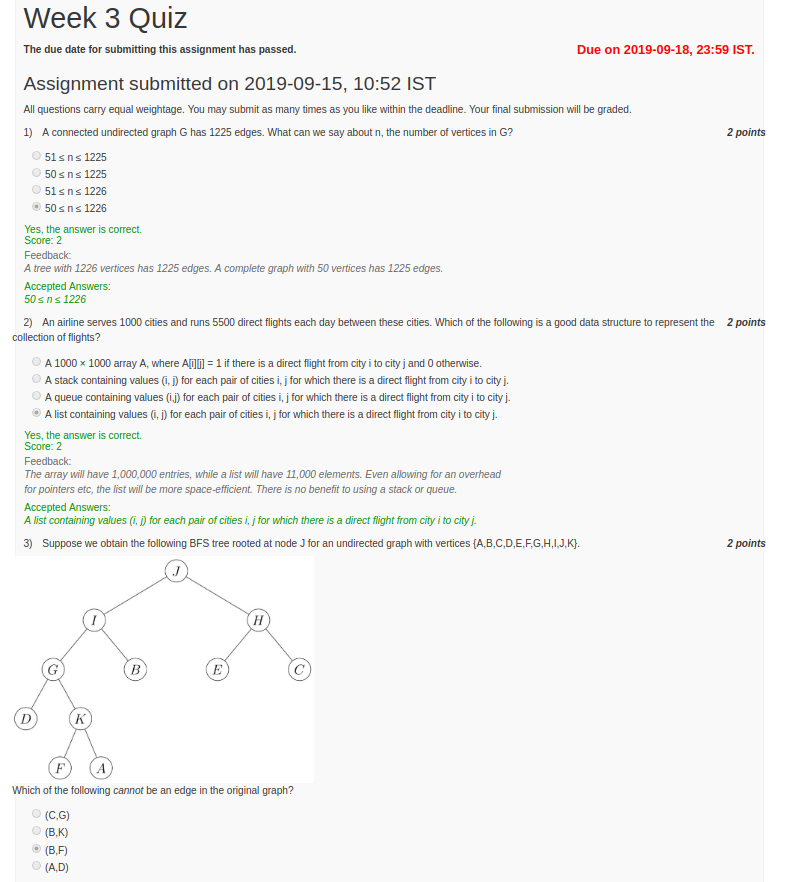 Week 3 Quiz
The due date for submitting this assignment has passed.
Due on 2019-09-18, 23:59 IST.
Assignment submitted on 2019-09-15, 10:52 IST
All questions carry equal weightage. You may submit as many times as you like within the deadline. Your final submission will be graded.
1) A connected undirected graph G has 1225 edges. What can we say about n, the number of vertices in G?
2 points
51 ≤ n ≤ 1225
50 ≤ n ≤ 1225
51 ≤ n ≤ 1226
50 ≤ n ≤ 1226
Yes, the answer is correct.
Score: 2
Feedback:
A tree with 1226 vertices has 1225 edges. A complete graph with 50 vertices has 1225 edges.
Accepted Answers:
50 ≤ n ≤ 1226
2) An airline serves 1000 cities and runs 5500 direct flights each day between these cities. Which of the following is a good data structure to represent the
2 points
collection of flights?
A 1000 × 1000 array A, where A[i][j] = 1 if there is a direct flight from city i to city j and 0 otherwise.
A stack containing values (i, j) for each pair of cities i, j for which there is a direct flight from city i to city j.
A queue containing values (i,j) for each pair of cities i, j for which there is a direct flight from city i to city j.
A list containing values (i, j) for each pair of cities i, j for which there is a direct flight from city i to city j.
Yes, the answer is correct.
Score: 2
Feedback:
The array will have 1,000,000 entries, while a list will have 11,000 elements. Even allowing for an overhead
for pointers etc, the list will be more space-efficient. There is no benefit to using a stack or queue.
Accepted Answers:
A list containing values (i, j) for each pair of cities i, j for which there is a direct flight from city i to city j.
3) Suppose we obtain the following BFS tree rooted at node J for an undirected graph with vertices {A,B,C,D,E,F,G,H,I,J,K}.
2 points
J
I H
G B E C
D K
F A
Which of the following cannot be an edge in the original graph?
(C,G)
(B,K)
(B,F)
(A,D)